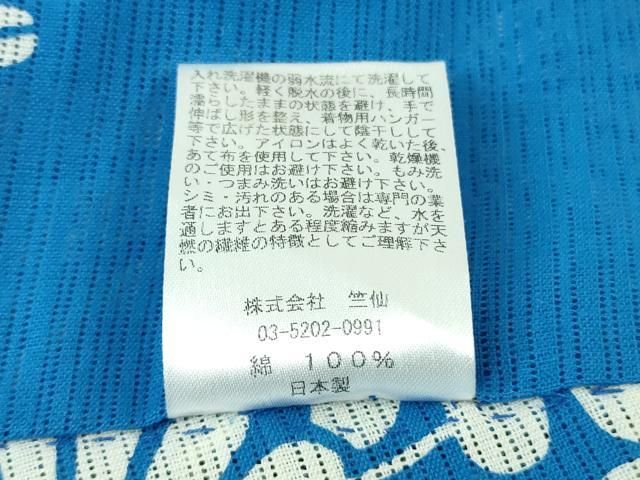 入れ洗濯機の弱水流にて洗濯して
下さい。軽く脱水の後に、長時間
濡らしたままの状態を避け、手で
伸ばし形を整え、着物用ハンガー
等で広げた状態にして陰干しして
下さい。アイロンはよく乾いた後、
あて布を使用して下さい。乾燥機
のご使用はお避け下さい。もみ洗
い・つまみ洗いはお避け下さい。
シミ・汚れのある場合は専門の業
者にお出下さい。洗濯など、水を
通しますとある程度縮みますが天
燃の繊維の特徴としてご理解下さ
い。
株式会社 竺仙
03-5202-0991
綿 100%
日本製